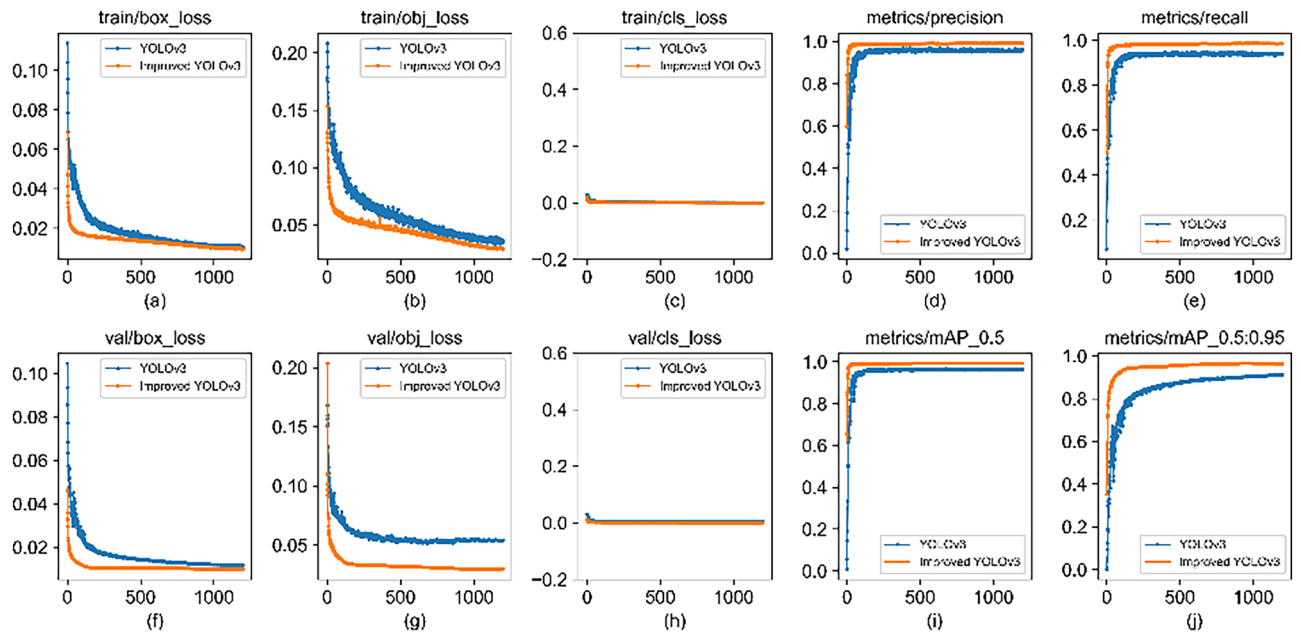 train/box_loss
YOLOv3
Improved YOLOv3
0.10
0.08
0.06
0.04
0.02
0
500
1000
(a)
train/obj_loss
YOLOv3
Improved YOLOv3
0.20
0.15
0.10
0.05
0
500
1000
(b)
train/cls_loss
YOLOv3
Improved YOLOv3
0.6
0.4
0.2
0.0
−0.2
0
1000
(c)
metrics/precision
1.0
0.8
0.6
0.4
0.2
0.0
YOLOv3
Improved YOLOv3
0
500
1000
(d)
metrics/recall
1.0
0.8
0.6
0.4
0.2
YOLOv3
Improved YOLOv3
0
500
1000
(e)
val/box_loss
YOLOv3
Improved YOLOv3
0.10
0.08
0.06
0.04
0.02
0
500
1000
(f)
val/obj_loss
YOLOv3
Improved YOLOv3
0.20
0.15
0.10
0.05
0
500
1000
(g)
val/cls_loss
YOLOv3
Improved YOLOv3
0.6
0.4
0.2
0.0
−0.2
0
1000
(h)
metrics/mAP_0.5
1.0
0.8
0.6
0.4
0.2
0.0
YOLOv3
Improved YOLOv3
0
500
1000
(i)
metrics/mAP_0.5:0.95
1.0
0.8
0.6
0.4
0.2
0.0
YOLOv3
Improved YOLOv3
0
500
1000
(j)